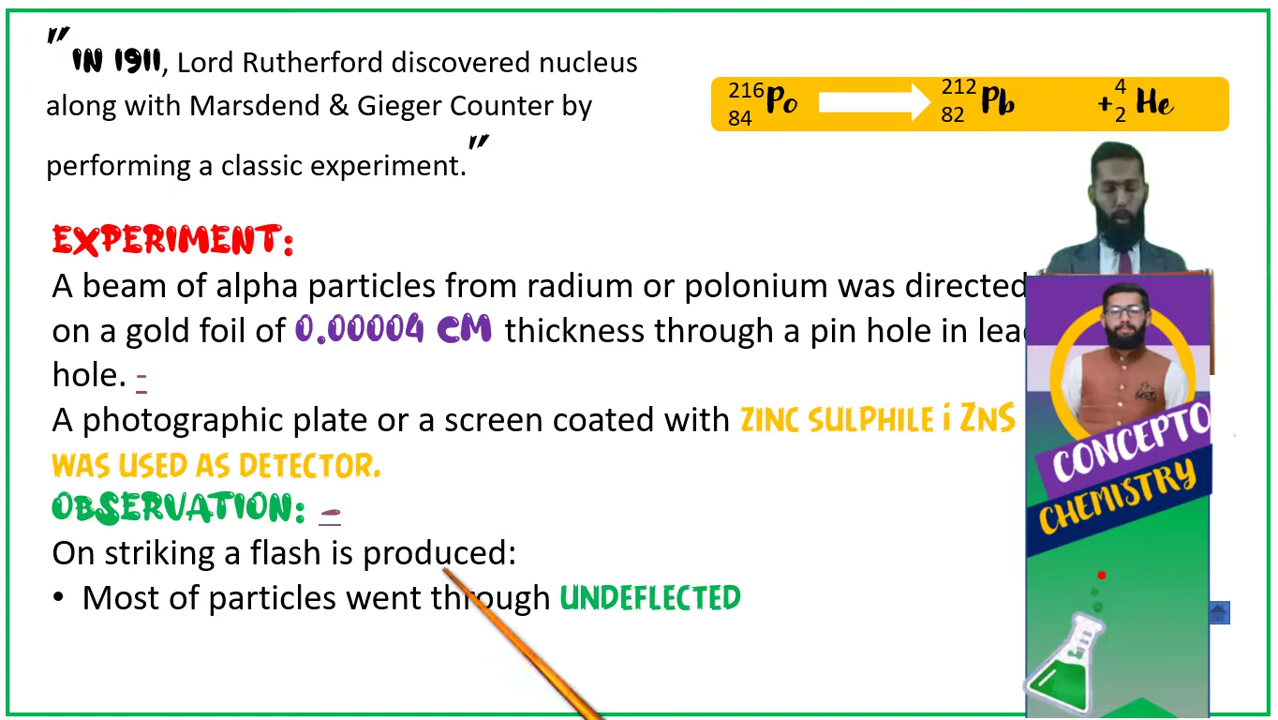 "IN 1911, Lord Rutherford discovered nucleus
along with Marsdend & Gieger Counter by
performing a classic experiment."
216 84 Po 212 82 Pb + 4 2 He
EXPERIMENT:
A beam of alpha particles from radium or polonium was directed
on a gold foil of 0.00004 CM thickness through a pin hole in lea
hole. -
A photographic plate or a screen coated with ZINC SULPHILE i ZnS
WAS USED AS DETECTOR.
OBSERVATION: -
On striking a flash is produced:
• Most of particles went through UNDEFLECTED
CONCEPTO
CHEMISTRY